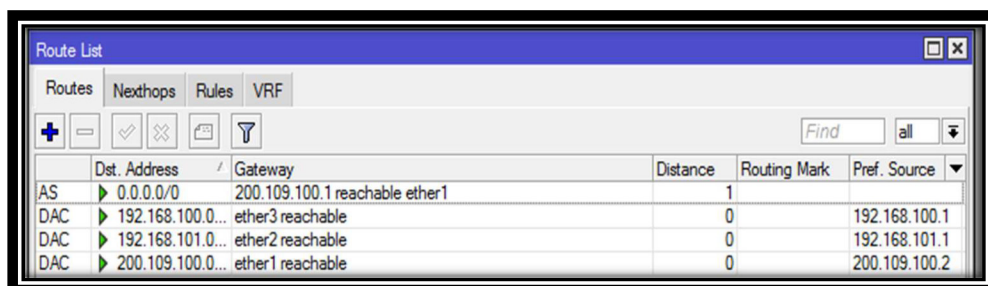 Route List
Routes Nexthops Rules VRF
Find all
Dst. Address / Gateway Distance Routing Mark Pref. Source
AS 0.0.0.0/0 200.109.100.1 reachable ether1 1
DAC 192.168.100.0... ether3 reachable 0 192.168.100.1
DAC 192.168.101.0... ether2 reachable 0 192.168.101.1
DAC 200.109.100.0... ether1 reachable 0 200.109.100.2